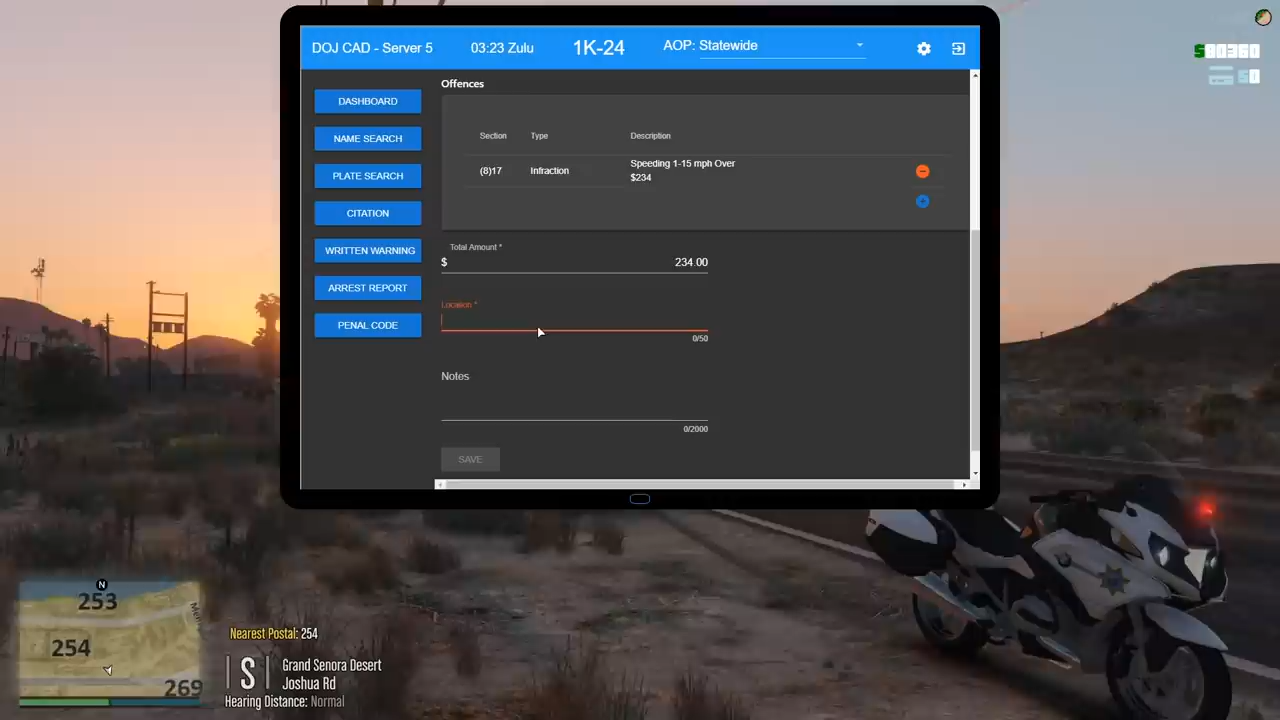 DOJ CAD - Server 5
03:23 Zulu
1K-24
AOP: Statewide
DASHBOARD
NAME SEARCH
PLATE SEARCH
CITATION
WRITTEN WARNING
ARREST REPORT
PENAL CODE
Offences
Section Type Description
(8)17 Infraction Speeding 1-15 mph Over
$234
Total Amount *
$ 234.00
Location *
0/50
Notes
0/2000
SAVE
$80360
$0
N
253
254
269
Nearest Postal: 254
| S | Grand Senora Desert
Joshua Rd
Hearing Distance: Normal